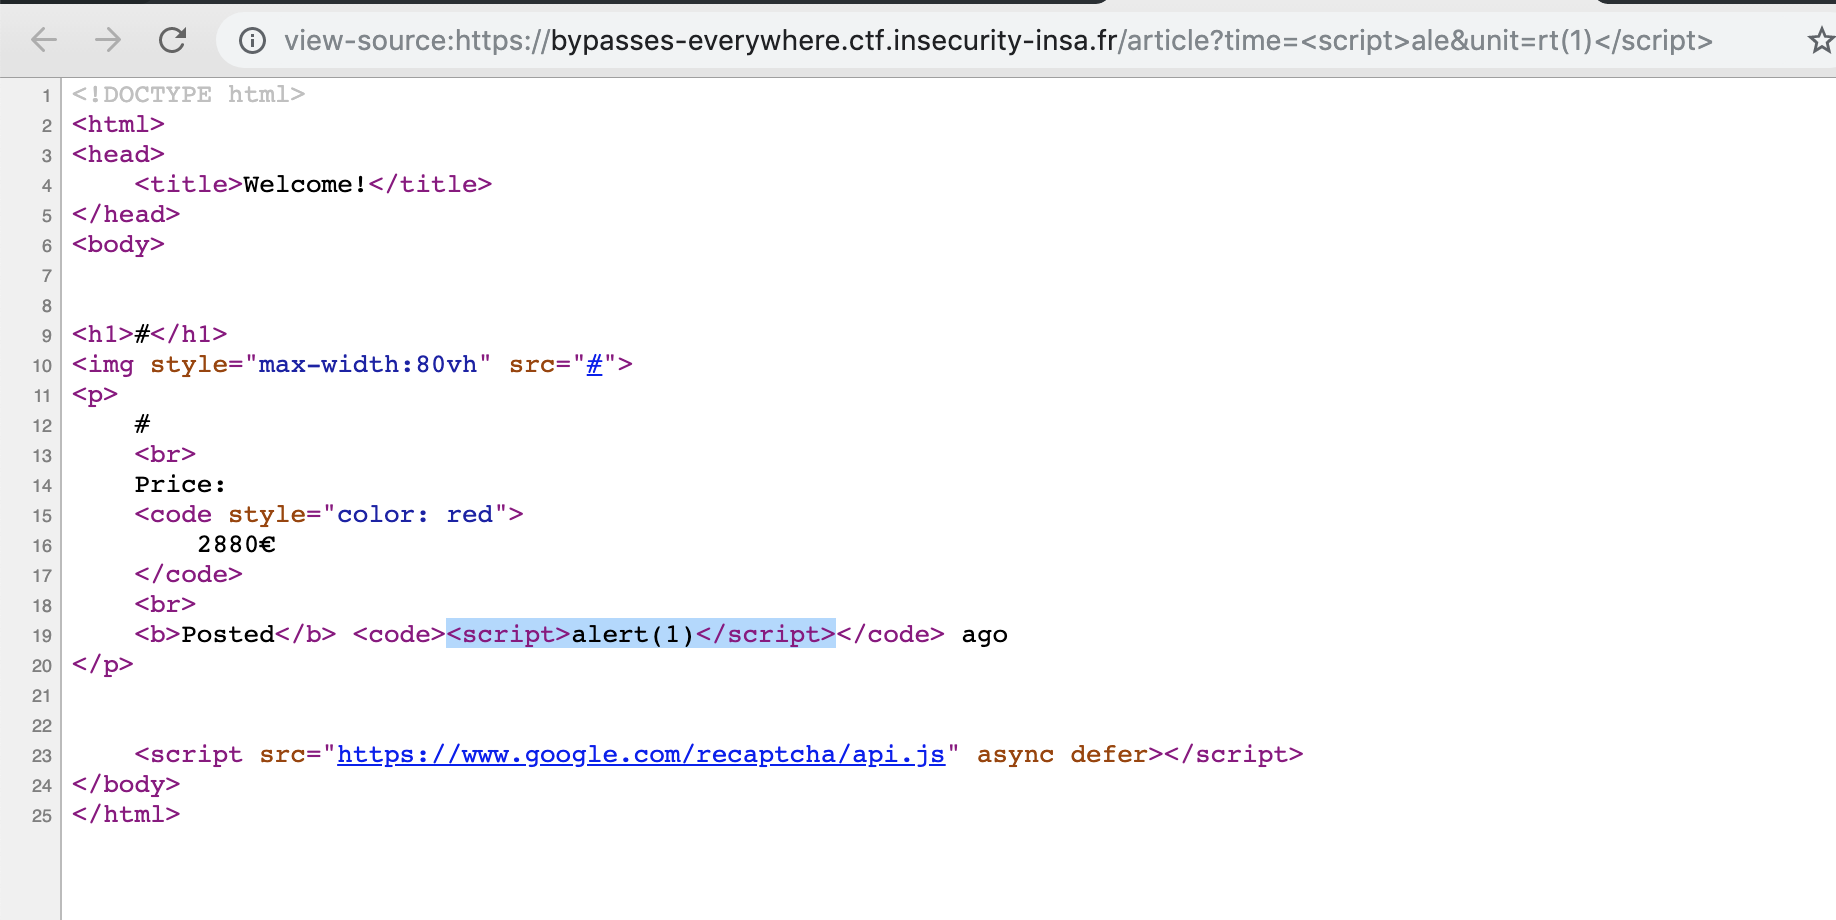 view-source:https://bypasses-everywhere.ctf.insecurity-insa.fr/article?time=<script>ale&unit=rt(1)</script>
1 <!DOCTYPE html>
2 <html>
3 <head>
4 <title>Welcome!</title>
5 </head>
6 <body>
7
8
9 <h1>#</h1>
10 <img style="max-width:80vh" src="#">
11 <p>
12 #
13 <br>
14 Price:
15 <code style="color: red">
16 2880€
17 </code>
18 <br>
19 <b>Posted</b> <code><script>alert(1)</script></code> ago
20 </p>
21
22
23 <script src="https://www.google.com/recaptcha/api.js" async defer></script>
24 </body>
25 </html>